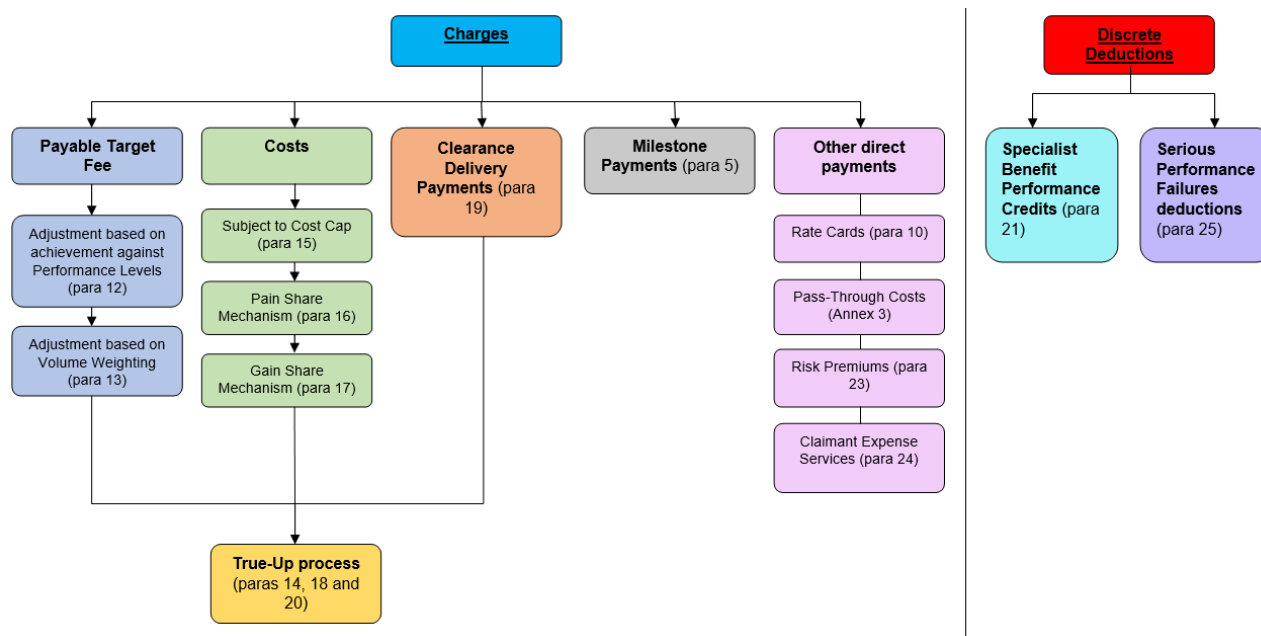 Charges
Discrete
Deductions
Payable Target
Fee
Costs
Clearance
Delivery
Payments (para
19)
Milestone
Payments (para 5)
Other direct
payments
Specialist
Benefit
Performance
Credits (para
21)
Serious
Performance
Failures
deductions
(para 25)
Adjustment based on
achievement against
Performance Levels
(para 12)
Adjustment based on
Volume Weighting
(para 13)
Subject to Cost Cap
(para 15)
Pain Share
Mechanism (para 16)
Gain Share
Mechanism (para 17)
Rate Cards (para 10)
Pass-Through Costs
(Annex 3)
Risk Premiums (para
23)
Claimant Expense
Services (para 24)
True-Up process
(paras 14, 18 and
20)